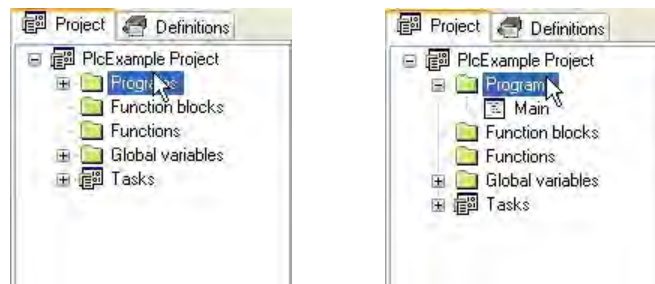 Project Definitions
PlcExample Project
Programs
Function blocks
Functions
Global variables
Tasks
Project Definitions
PlcExample Project
Program
Main
Function blocks
Functions
Global variables
Tasks